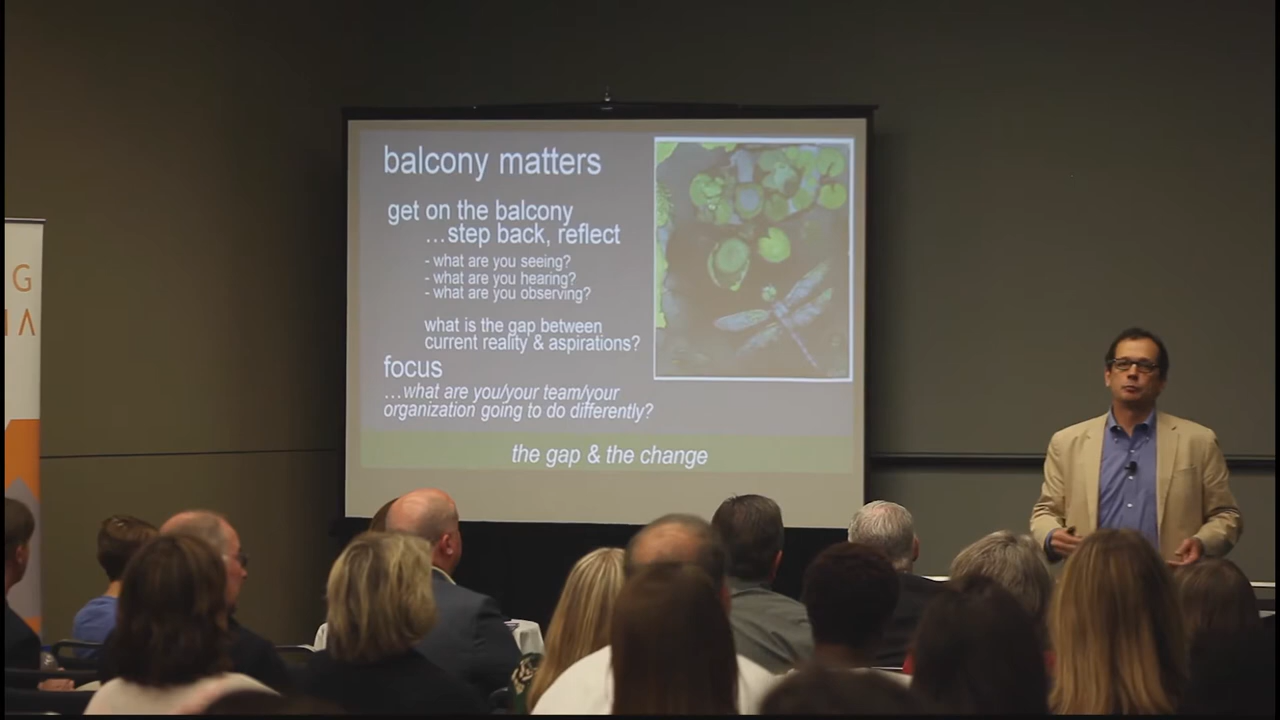 balcony matters
get on the balcony
…step back, reflect
- what are you seeing?
- what are you hearing?
- what are you observing?
what is the gap between
current reality & aspirations?
focus
…what are you/your team/your
organization going to do differently?
the gap & the change
G
IA